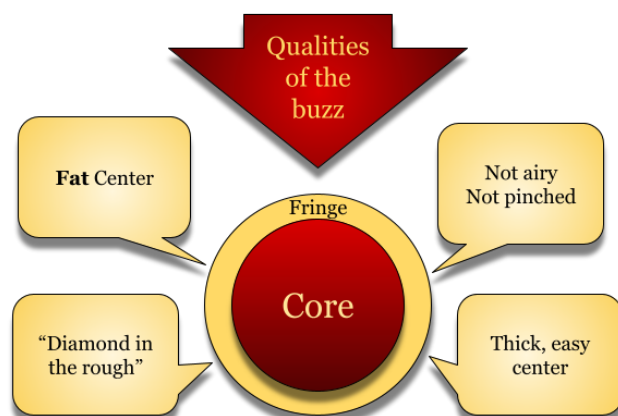 Qualities
of the
buzz
Fat Center
Not airy
Not pinched
Fringe
Core
“Diamond in
the rough”
Thick, easy
center